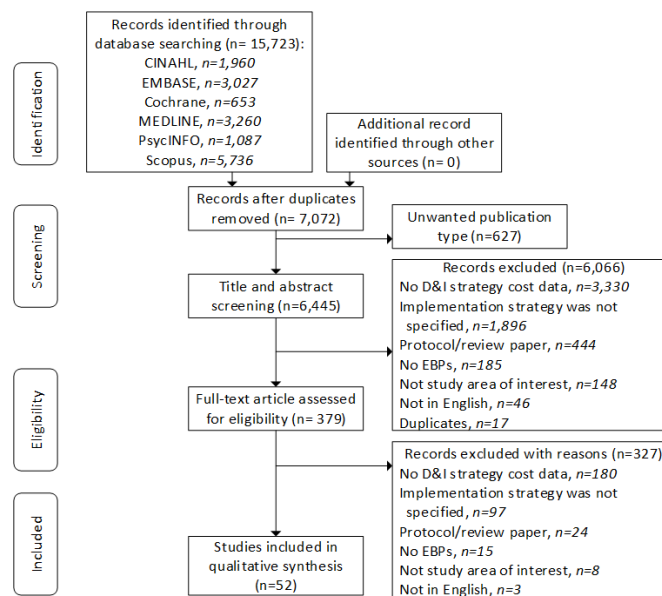 Identification
Records identified through
database searching (n= 15,723):
CINAHL, n=1,960
EMBASE, n=3,027
Cochrane, n=653
MEDLINE, n=3,260
PsycINFO, n=1,087
Scopus, n=5,736
Additional record
identified through other
sources (n= 0)
Records after duplicates
removed (n= 7,072)
Screening
Unwanted publication
type (n=627)
Title and abstract
screening (n=6,445)
Records excluded (n=6,066)
No D&I strategy cost data, n=3,330
Implementation strategy was not
specified, n=1,896
Protocol/review paper, n=444
No EBPs, n=185
Not study area of interest, n=148
Not in English, n=46
Duplicates, n=17
Eligibility
Full-text article assessed
for eligibility (n= 379)
Records excluded with reasons (n=327)
No D&I strategy cost data, n=180
Implementation strategy was not
specified, n=97
Protocol/review paper, n=24
No EBPs, n=15
Not study area of interest, n=8
Not in English, n=3
Included
Studies included in
qualitative synthesis
(n=52)